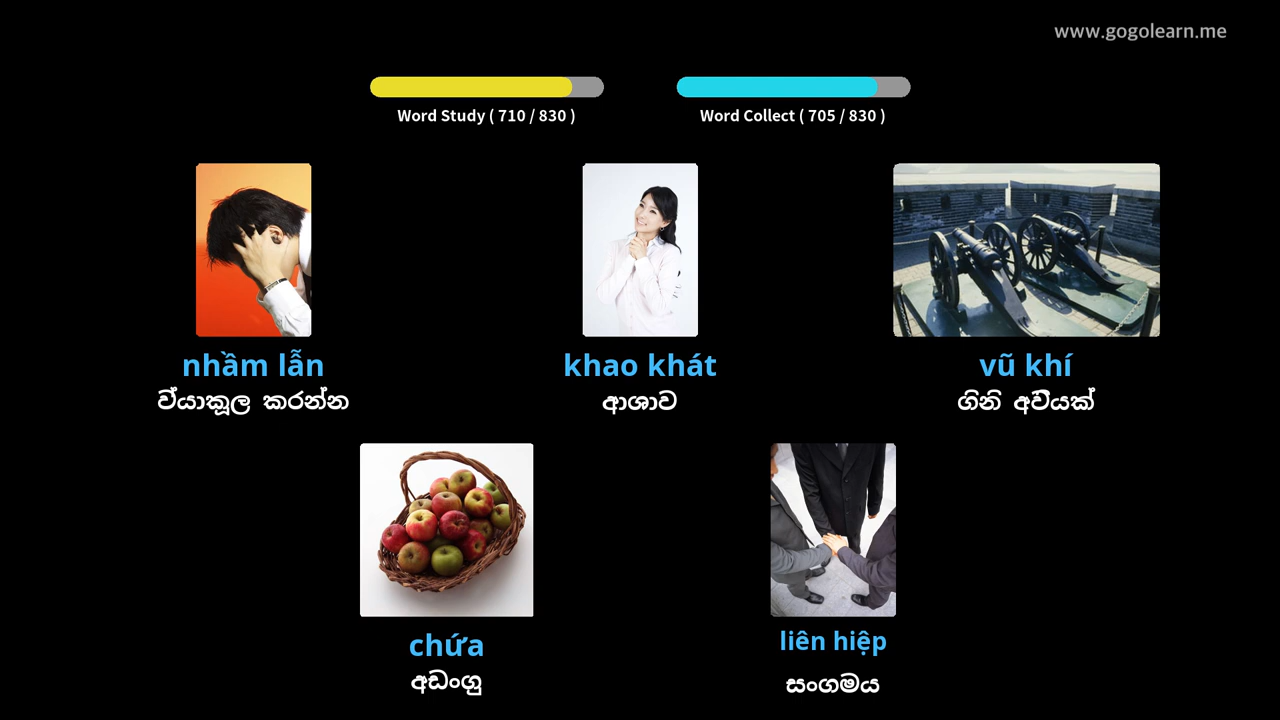 www.gogolearn.me
Word Study ( 710 / 830 )
Word Collect ( 705 / 830 )
nhầm lẫn
ව්යාකූල කරන්න
khao khát
ආශාව
vũ khí
ගිනි අවියක්
chứa
අඩංගු
liên hiệp
සංගමය